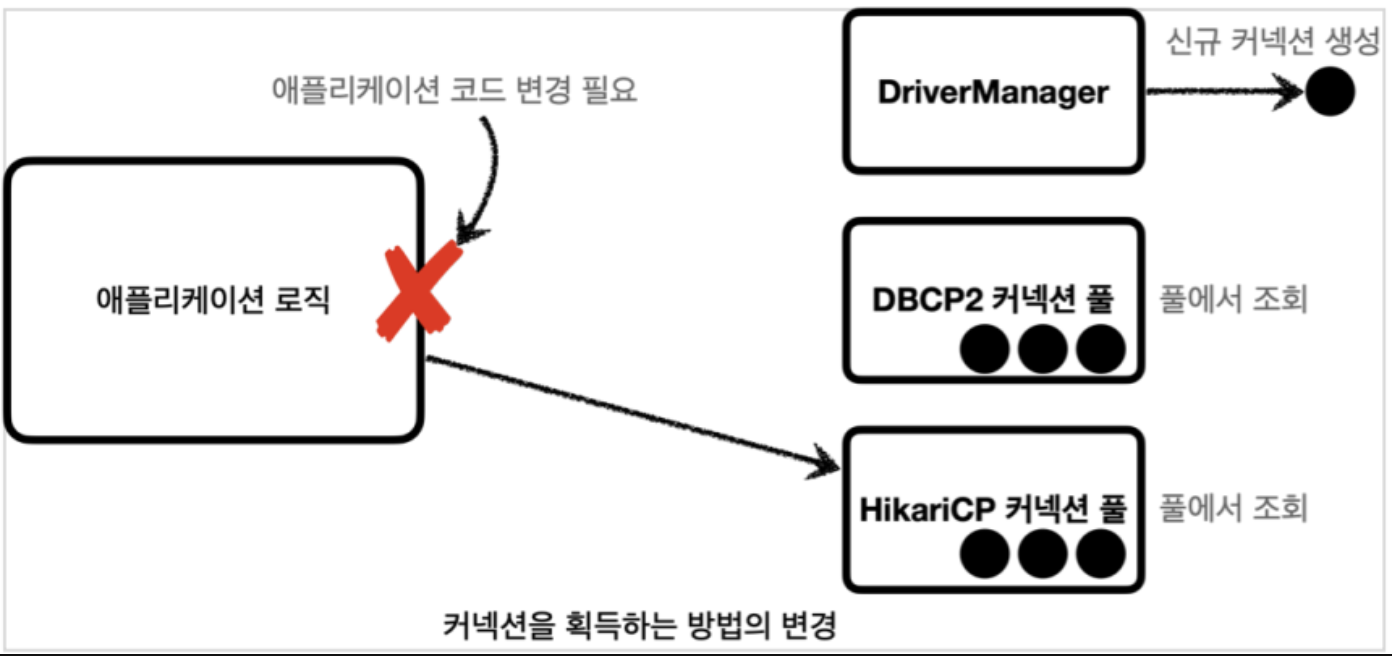 신규 커넥션 생성
애플리케이션 코드 변경 필요
DriverManager
애플리케이션 로직
DBCP2 커넥션 풀
풀에서 조회
HikariCP 커넥션 풀
풀에서 조회
커넥션을 획득하는 방법의 변경